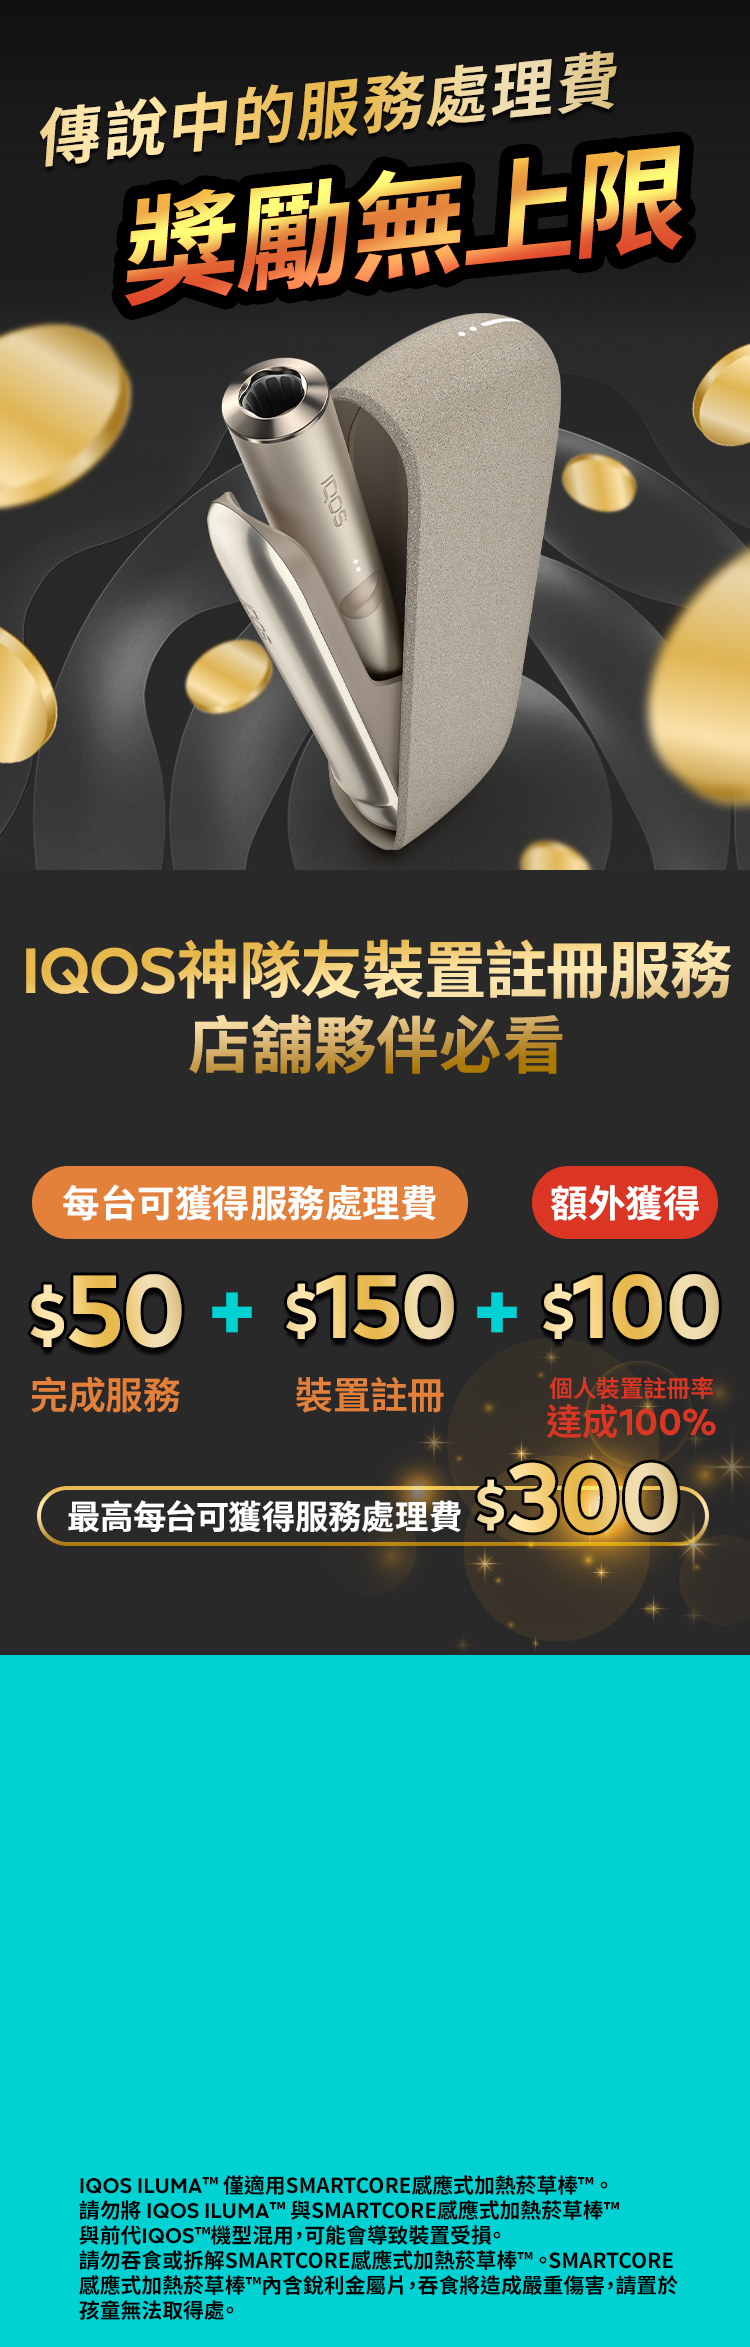 傳說中的服務處理費
獎勵無上限
IQOS
IQOS
IQOS神隊友裝置註冊服務
店舖夥伴必看
每台可獲得服務處理費
額外獲得
$50 + $150 + $100
完成服務
裝置註冊
個人裝置註冊率
達成100%
最高每台可獲得服務處理費 $300
IQOS ILUMA™ 僅適用SMARTCORE感應式加熱菸草棒™。
請勿將 IQOS ILUMA™ 與SMARTCORE感應式加熱菸草棒™
與前代IQOS™機型混用，可能會導致裝置受損。
請勿吞食或拆解SMARTCORE感應式加熱菸草棒™。SMARTCORE
感應式加熱菸草棒™內含銳利金屬片，吞食將造成嚴重傷害，請置於
孩童無法取得處。